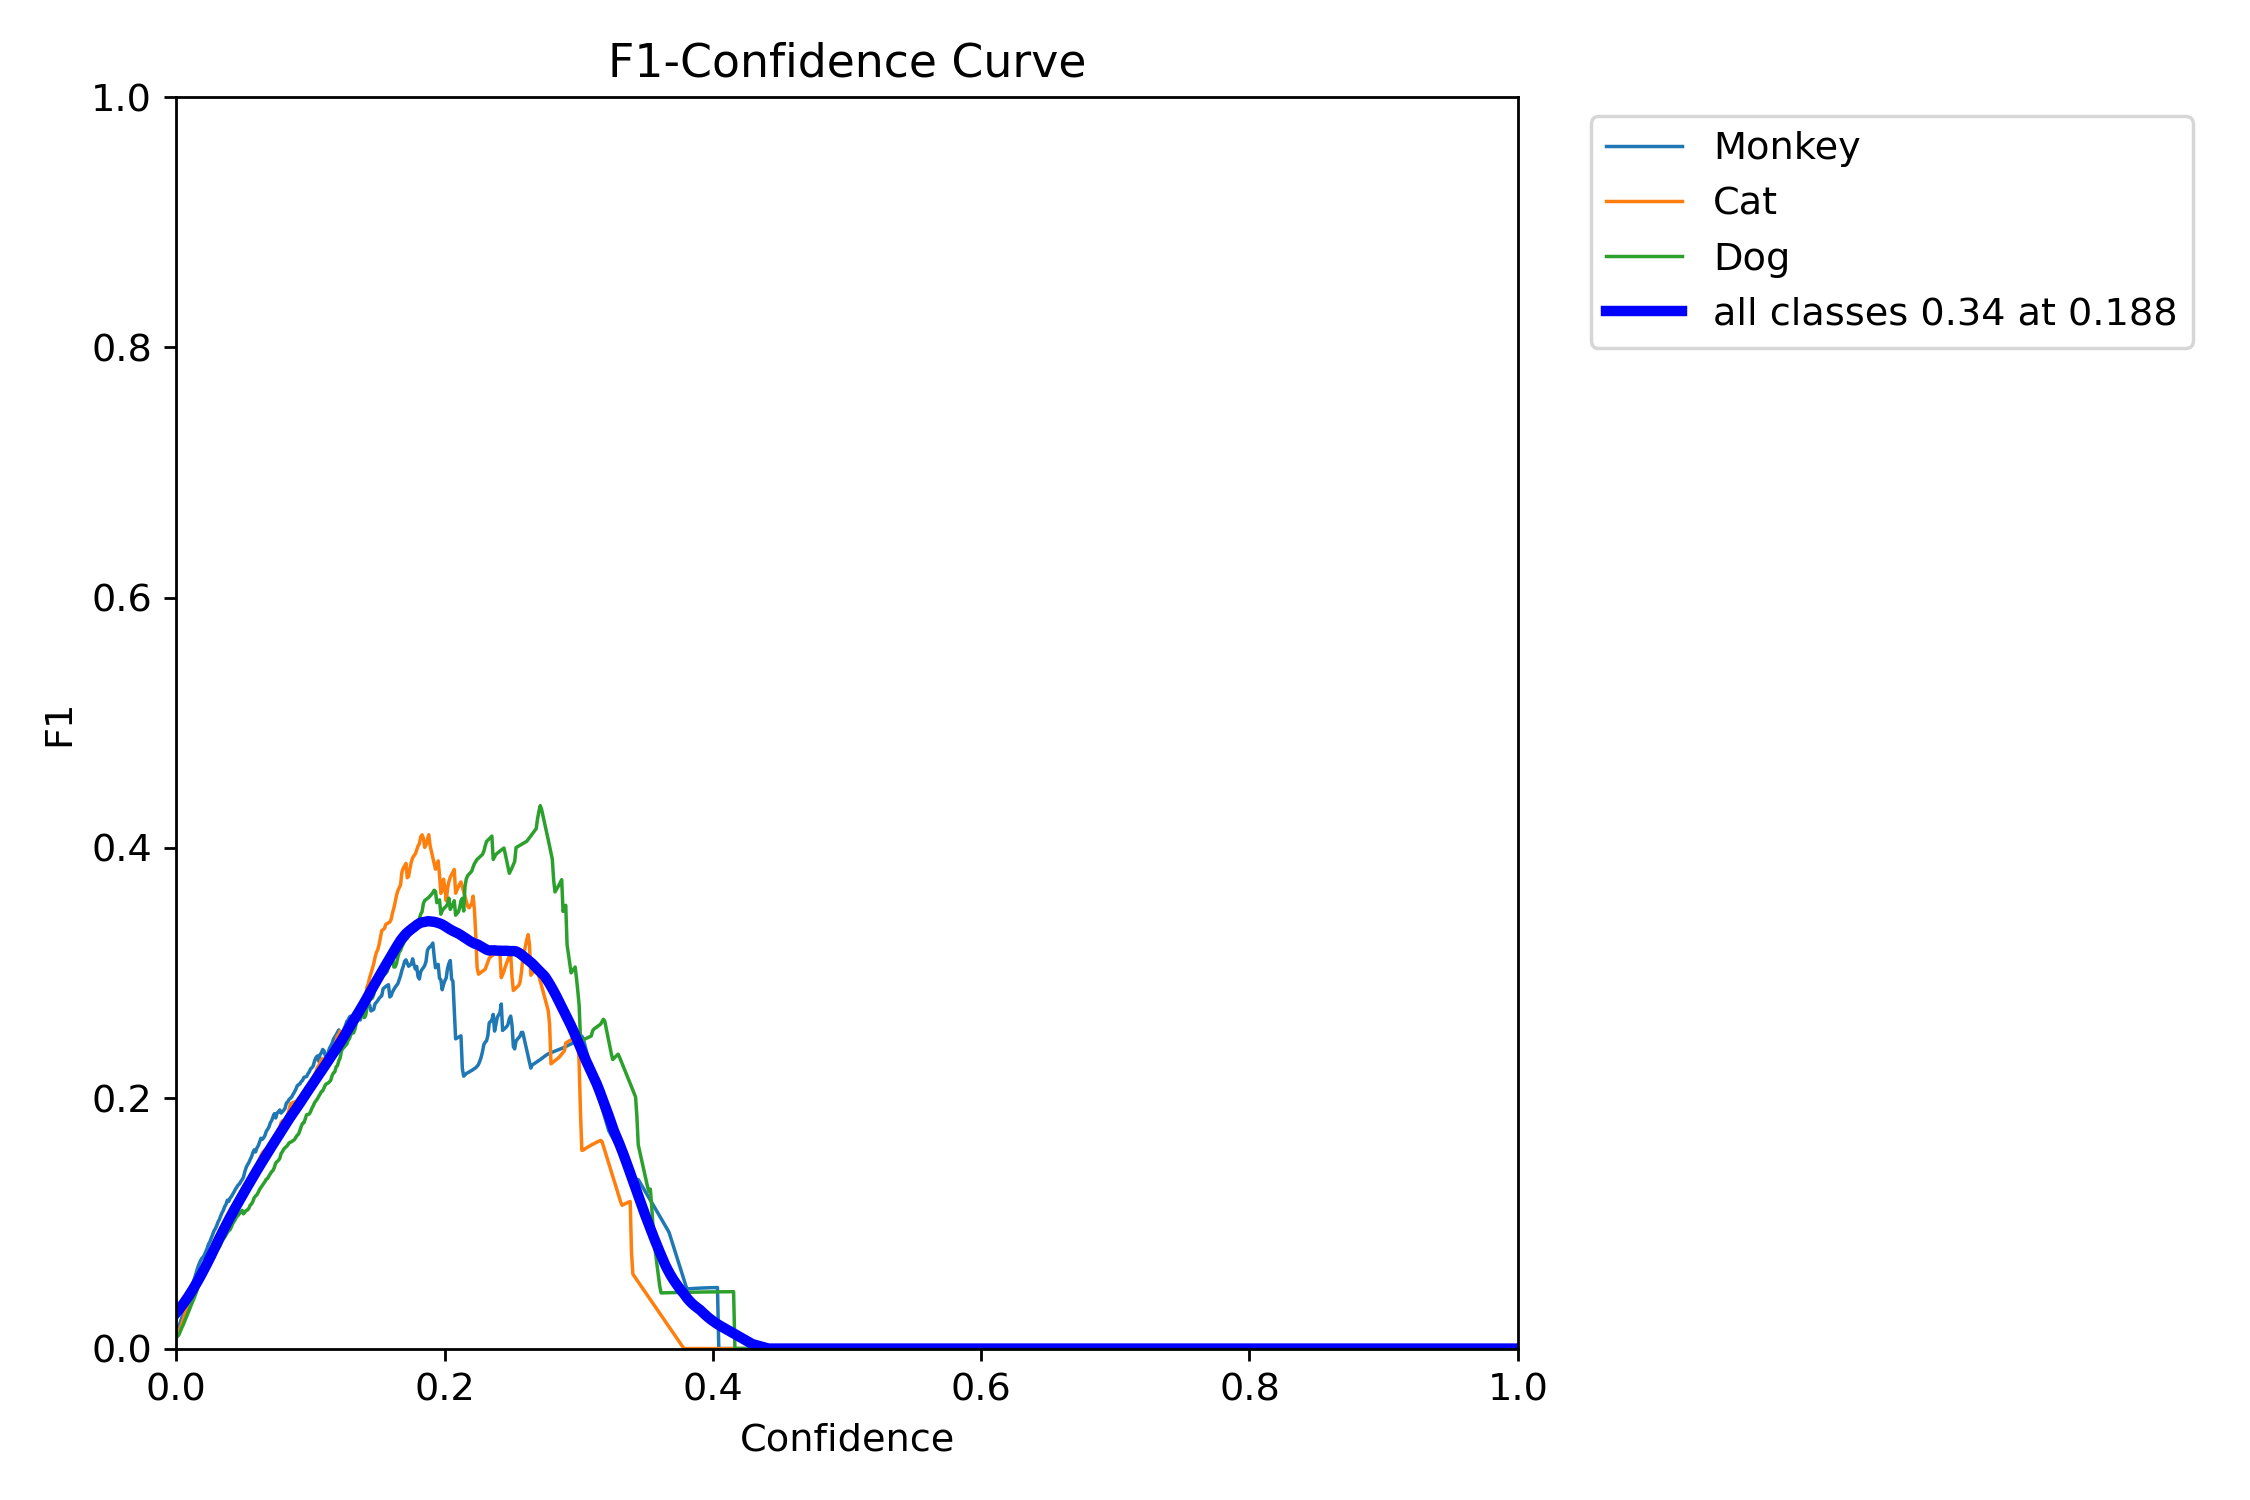 F1-Confidence Curve
1.0
0.8
0.6
0.4
0.2
0.0
F1
0.0 0.2 0.4 0.6 0.8 1.0
Confidence
Monkey
Cat
Dog
all classes 0.34 at 0.188